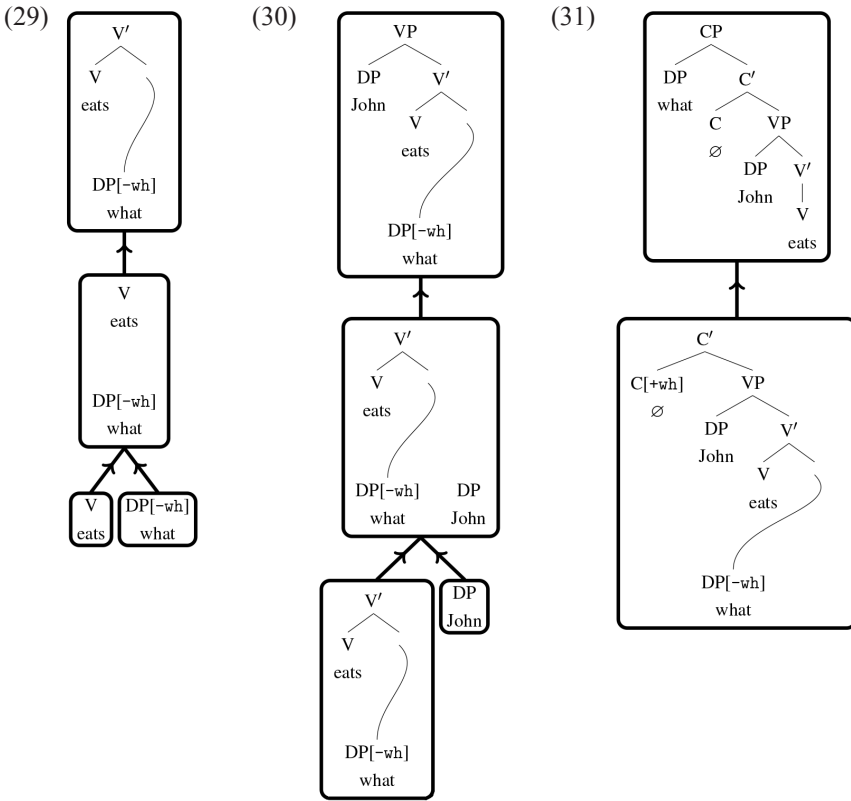 (29)
V′
V
eats
DP[-wh]
what
V
eats
DP[-wh]
what
V
eats
DP[-wh]
what
(30)
VP
DP V′
John
V
eats
DP[-wh]
what
V′
V
eats
DP[-wh] DP
what John
V′
V
eats
DP[-wh]
what
DP
John
(31)
CP
DP C′
what
C VP
∅
DP V′
John
V
eats
C′
C[+wh] VP
∅
DP V′
John
V
eats
DP[-wh]
what